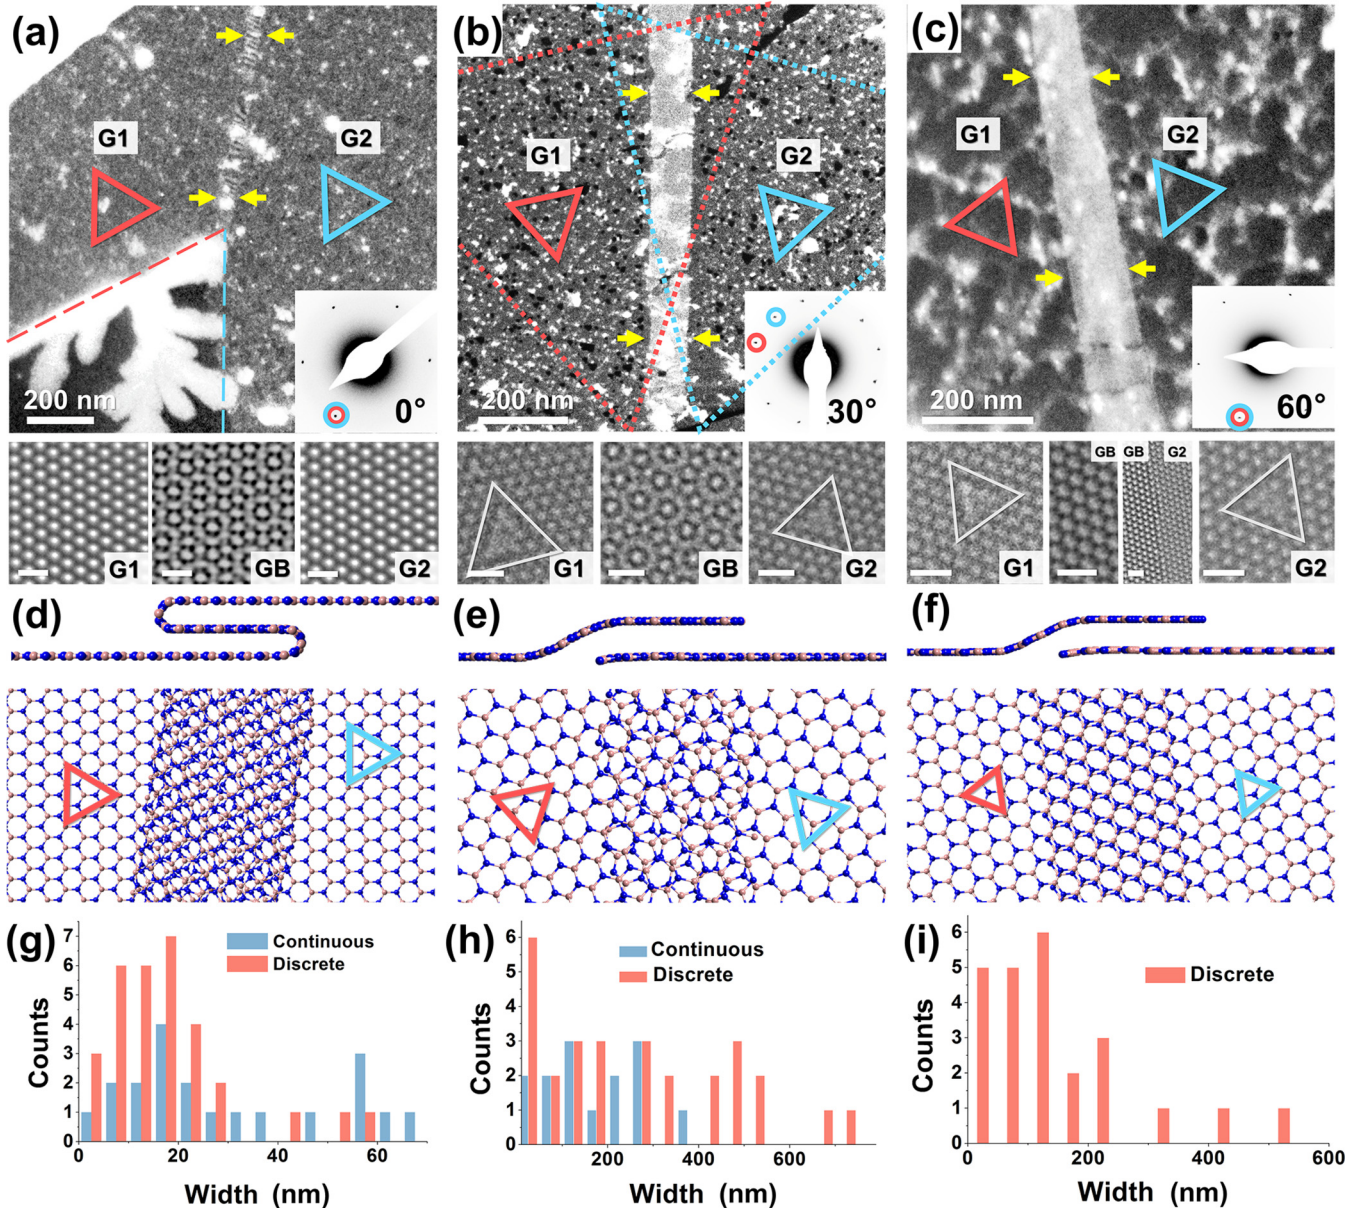 (a)
G1
G2
200 nm
0°
(b)
G1
G2
200 nm
30°
(c)
G1
G2
200 nm
60°
G1
GB
G2
G1
GB
G2
G1
GB
GB
G2
G2
(d)
(e)
(f)
(g)
Continuous
Discrete
7
6
5
4
3
2
1
0
Counts
0
20
40
60
Width (nm)
(h)
Continuous
Discrete
6
5
4
3
2
1
0
Counts
200
400
600
Width (nm)
(i)
Discrete
6
5
4
3
2
1
0
Counts
0
200
400
600
Width (nm)